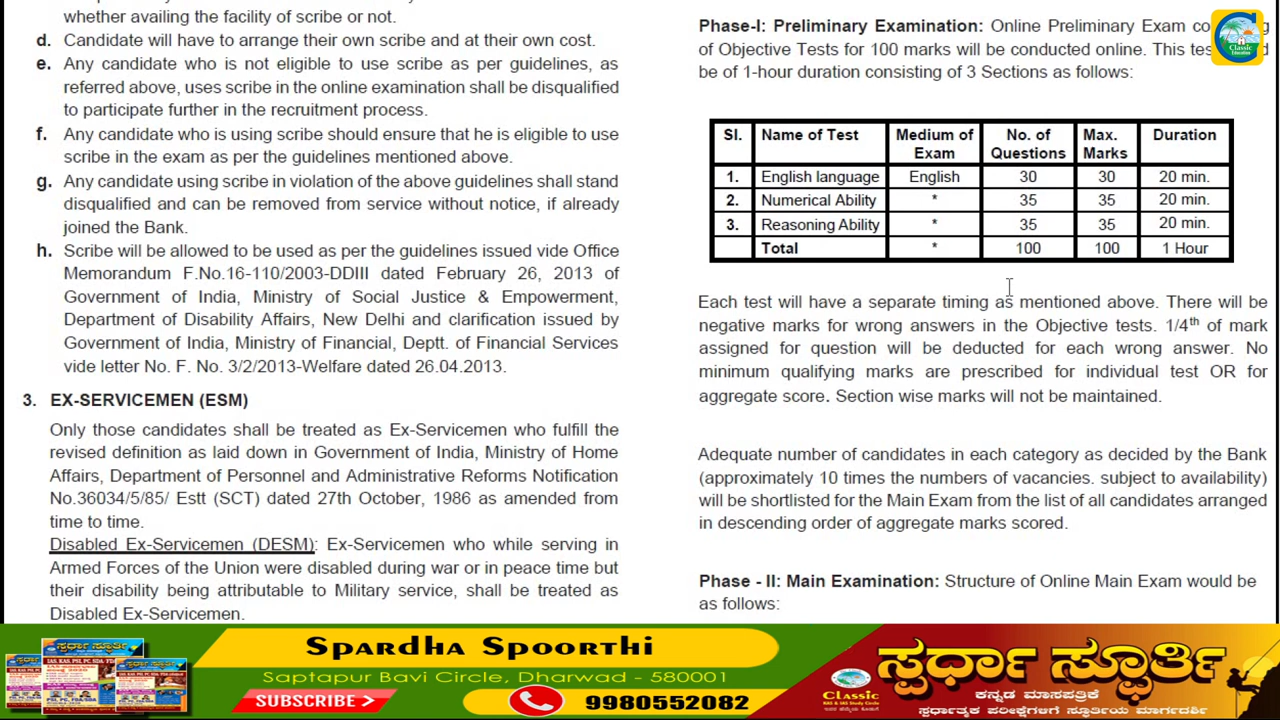 whether availing the facility of scribe or not.
d. Candidate will have to arrange their own scribe and at their own cost.
e. Any candidate who is not eligible to use scribe as per guidelines, as
referred above, uses scribe in the online examination shall be disqualified
to participate further in the recruitment process.
f. Any candidate who is using scribe should ensure that he is eligible to use
scribe in the exam as per the guidelines mentioned above.
g. Any candidate using scribe in violation of the above guidelines shall stand
disqualified and can be removed from service without notice, if already
joined the Bank.
h. Scribe will be allowed to be used as per the guidelines issued vide Office
Memorandum F.No.16-110/2003-DDIII dated February 26, 2013 of
Government of India, Ministry of Social Justice & Empowerment,
Department of Disability Affairs, New Delhi and clarification issued by
Government of India, Ministry of Financial, Deptt. of Financial Services
vide letter No. F. No. 3/2/2013-Welfare dated 26.04.2013.
3. EX-SERVICEMEN (ESM)
Only those candidates shall be treated as Ex-Servicemen who fulfill the
revised definition as laid down in Government of India, Ministry of Home
Affairs, Department of Personnel and Administrative Reforms Notification
No.36034/5/85/ Estt (SCT) dated 27th October, 1986 as amended from
time to time.
Disabled Ex-Servicemen (DESM): Ex-Servicemen who while serving in
Armed Forces of the Union were disabled during war or in peace time but
their disability being attributable to Military service, shall be treated as
Disabled Ex-Servicemen.
Phase-I: Preliminary Examination: Online Preliminary Exam
of Objective Tests for 100 marks will be conducted online. This
be of 1-hour duration consisting of 3 Sections as follows:
Sl. Name of Test Medium of Exam No. of Questions Max. Marks Duration
1. English language English 30 30 20 min.
2. Numerical Ability * 35 35 20 min.
3. Reasoning Ability * 35 35 20 min.
Total * 100 100 1 Hour
Each test will have a separate timing as mentioned above. There will be
negative marks for wrong answers in the Objective tests. 1/4th of mark
assigned for question will be deducted for each wrong answer. No
minimum qualifying marks are prescribed for individual test OR for
aggregate score. Section wise marks will not be maintained.
Adequate number of candidates in each category as decided by the Bank
(approximately 10 times the numbers of vacancies. subject to availability)
will be shortlisted for the Main Exam from the list of all candidates arranged
in descending order of aggregate marks scored.
Phase - II: Main Examination: Structure of Online Main Exam would be
as follows:
Classic
Spardha Spoorthi
Saptapur Bavi Circle, Dharwad - 580001
SUBSCRIBE >
9980552082
ಸ್ಪರ್ಧಾ ಸ್ಫೂರ್ತಿ
Classic
KAS & IAS Study Circle
ಕನ್ನಡ ಮಾಸಪತ್ರಿಕೆ
ಸ್ಪರ್ಧಾತ್ಮಕ ಪರೀಕ್ಷೆಗಳಿಗೆ ಸ್ಫೂರ್ತಿಯ ಮಾರ್ಗದರ್ಶಿ